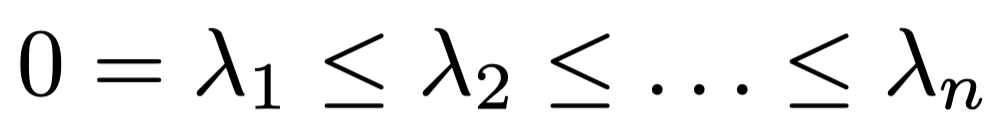 0 = λ₁ ≤ λ₂ ≤ … ≤ λₙ